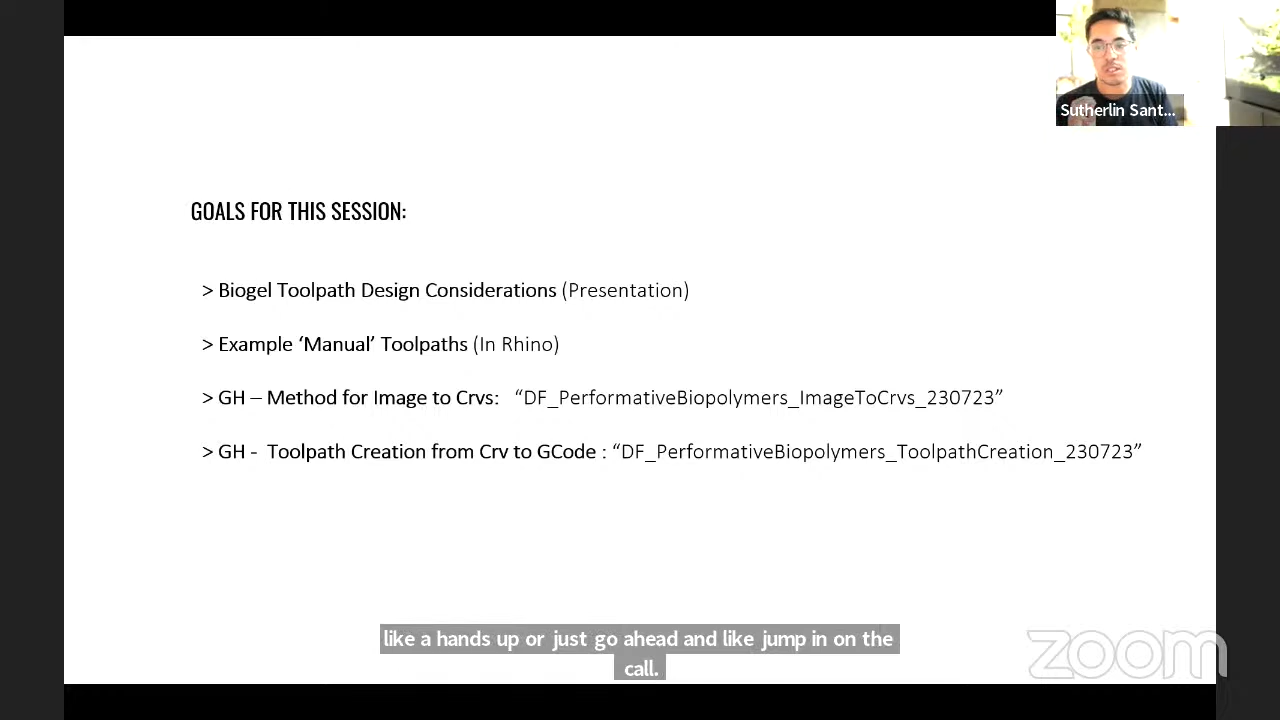 Sutherlin Sant...
GOALS FOR THIS SESSION:
> Biogel Toolpath Design Considerations (Presentation)
> Example ‘Manual’ Toolpaths (In Rhino)
> GH – Method for Image to Crvs: “DF_PerformativeBiopolymers_ImageToCrvs_230723”
> GH - Toolpath Creation from Crv to GCode : “DF_PerformativeBiopolymers_ToolpathCreation_230723”
like a hands up or just go ahead and like jump in on the
call.
zoom